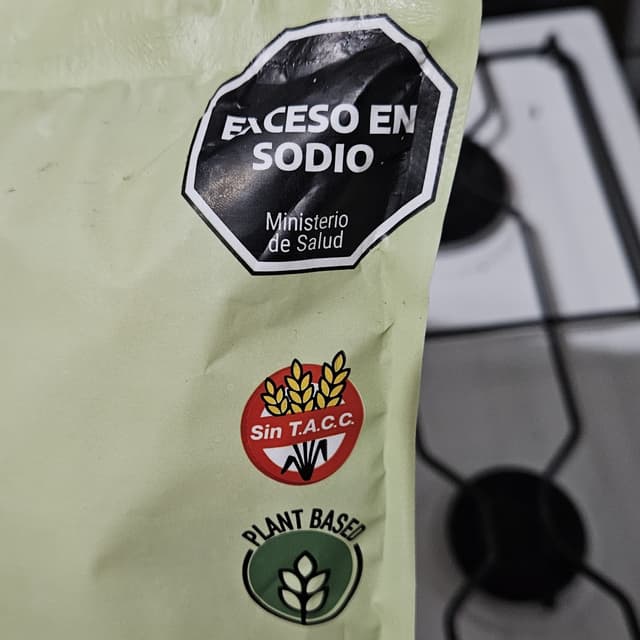 EXCESO EN
SODIO
Ministerio
de Salud
Sin T.A.C.C.
PLANT BASED